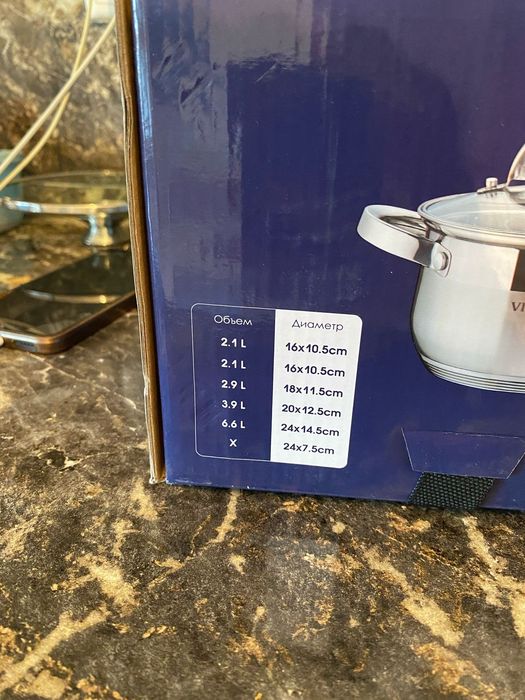 Объем Диаметр
2.1 L 16x10.5cm
2.1 L 16x10.5cm
2.9 L 18x11.5cm
3.9 L 20x12.5cm
6.6 L 24x14.5cm
X 24x7.5cm